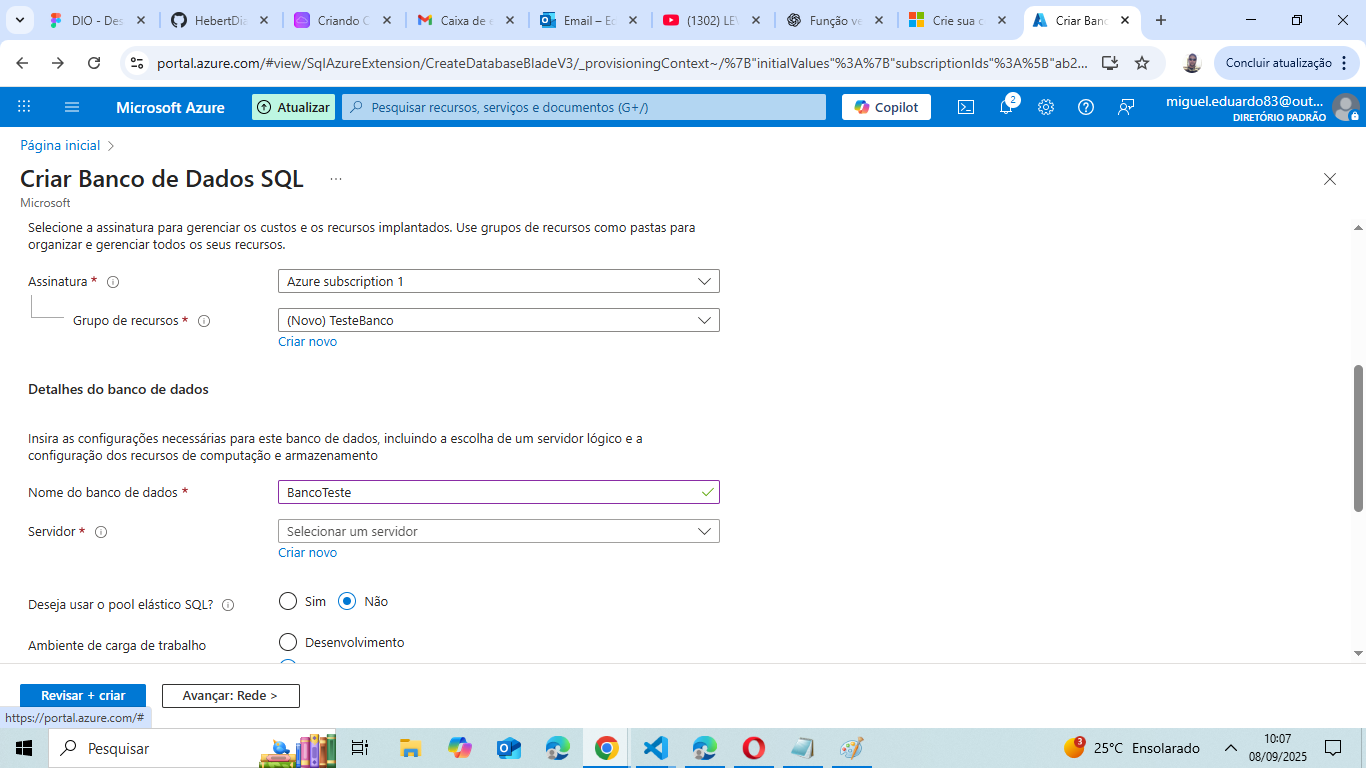 DIO - Des
HebertDia
Criando C
Caixa de e
Email – Ec
(1302) LE
Função ve
Crie sua c
Criar Banc
portal.azure.com/#view/SqlAzureExtension/CreateDatabaseBladeV3/_provisioningContext~/%7B"initialValues"%3A%7B"subscriptionIds"%3A%5B"ab2...
Concluir atualização
Microsoft Azure
Atualizar
Pesquisar recursos, serviços e documentos (G+/)
Copilot
2
miguel.eduardo83@out...
DIRETÓRIO PADRÃO
Página inicial
Criar Banco de Dados SQL ...
Microsoft
Selecione a assinatura para gerenciar os custos e os recursos implantados. Use grupos de recursos como pastas para
organizar e gerenciar todos os seus recursos.
Assinatura *
Azure subscription 1
Grupo de recursos *
(Novo) TesteBanco
Criar novo
Detalhes do banco de dados
Insira as configurações necessárias para este banco de dados, incluindo a escolha de um servidor lógico e a
configuração dos recursos de computação e armazenamento
Nome do banco de dados *
BancoTeste
Servidor *
Selecionar um servidor
Criar novo
Deseja usar o pool elástico SQL?
Sim
Não
Ambiente de carga de trabalho
Desenvolvimento
Revisar + criar
Avançar: Rede >
https://portal.azure.com/#
Pesquisar
3
25°C Ensolarado
10:07
08/09/2025